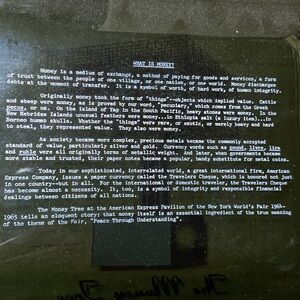 WHAT IS MONEY?
Money is a medium of exchange, a method of paying for goods and services, a form
of trust between the people of one village, or one nation, or one world. Money discharges
debts at the moment of transfer. It is a symbol of worth, of hard work, of human integrity.
Originally money took the form of "things"--objects which implied value. Cattle
and sheep were money, as is proved by our word, "pecuniary" which comes from the Greek
pecus, or ox. On the Island of Yap in the South Pacific, heavy stones were money. In the
New Hebrides Islands unusual feathers were money...in Ethiopia salt (a luxury item)...in
Borneo human skulls. Whether the "things" were rare, or exotic, or merely heavy and hard
to steal, they represented value. They also were money.
As society became more complex, precious metals became the commonly accepted
standard of value, particularly silver and gold. Currency words such as pound, livre, lira
and ruble were all originally measures of weight. And later, when governments became
more stable and trusted, their paper notes became a popular, handy substitute for metal coins.
Today in our sophisticated, interrelated world, a great international firm, American
Express Company, issues a paper currency called the Travelers Cheque, which is honored not just
in one country--but in all. For the international or domestic traveler, the Travelers Cheque
has become almost a necessity. It, too, is a symbol of integrity and responsible financial
dealings between citizens of all nations.
The Money Tree at the American Express Pavilion of the New York World's Fair 1964-
1965 tells an eloquent story: that money itself is an essential ingredient of the true meaning
of the theme of the Fair, "Peace Through Understanding".
The Money Tree